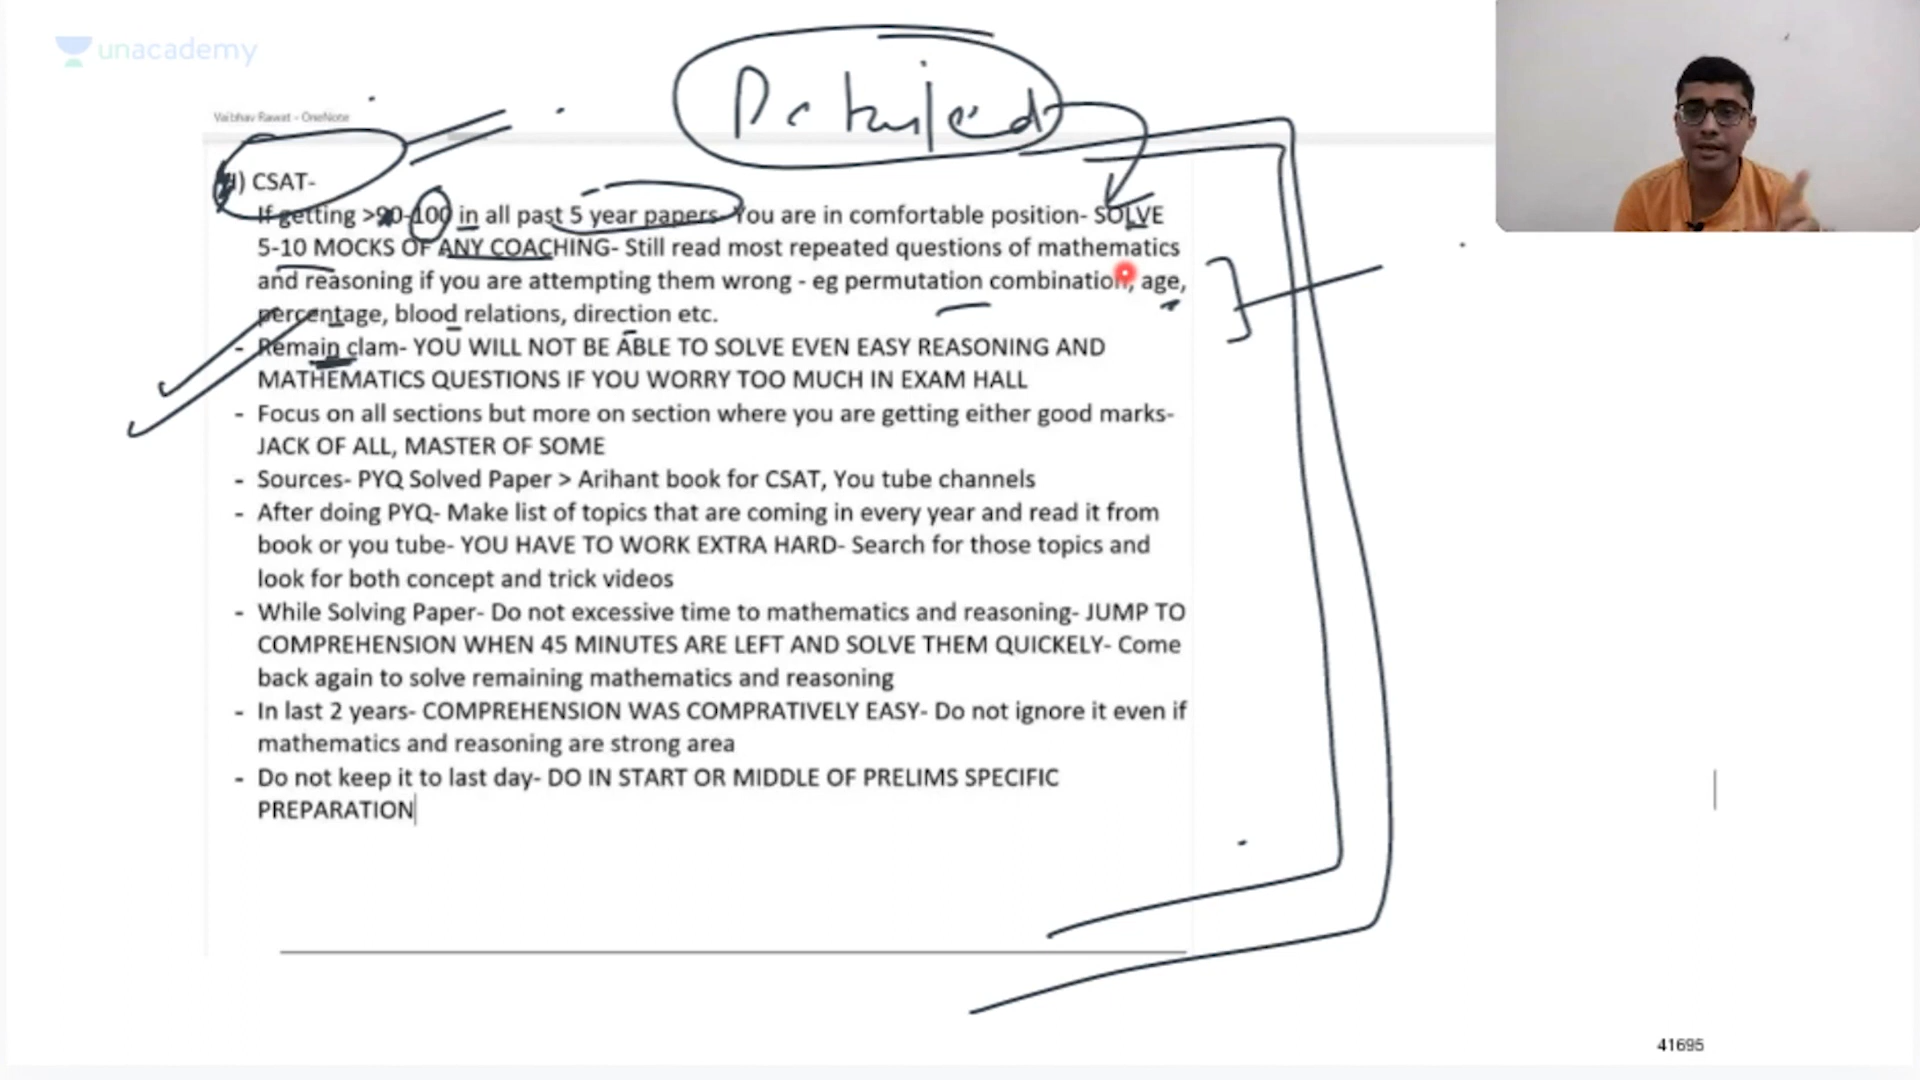 unacademy
Detailed
Vaibhav Rawat - OneNote
CSAT-
If getting >90-100 in all past 5 year papers- You are in comfortable position- SOLVE
5-10 MOCKS OF ANY COACHING- Still read most repeated questions of mathematics
and reasoning if you are attempting them wrong - eg permutation combination, age,
percentage, blood relations, direction etc.
- Remain clam- YOU WILL NOT BE ABLE TO SOLVE EVEN EASY REASONING AND
MATHEMATICS QUESTIONS IF YOU WORRY TOO MUCH IN EXAM HALL
- Focus on all sections but more on section where you are getting either good marks-
JACK OF ALL, MASTER OF SOME
- Sources- PYQ Solved Paper > Arihant book for CSAT, You tube channels
- After doing PYQ- Make list of topics that are coming in every year and read it from
book or you tube- YOU HAVE TO WORK EXTRA HARD- Search for those topics and
look for both concept and trick videos
- While Solving Paper- Do not excessive time to mathematics and reasoning- JUMP TO
COMPREHENSION WHEN 45 MINUTES ARE LEFT AND SOLVE THEM QUICKELY- Come
back again to solve remaining mathematics and reasoning
- In last 2 years- COMPREHENSION WAS COMPRATIVELY EASY- Do not ignore it even if
mathematics and reasoning are strong area
- Do not keep it to last day- DO IN START OR MIDDLE OF PRELIMS SPECIFIC
PREPARATION
41695